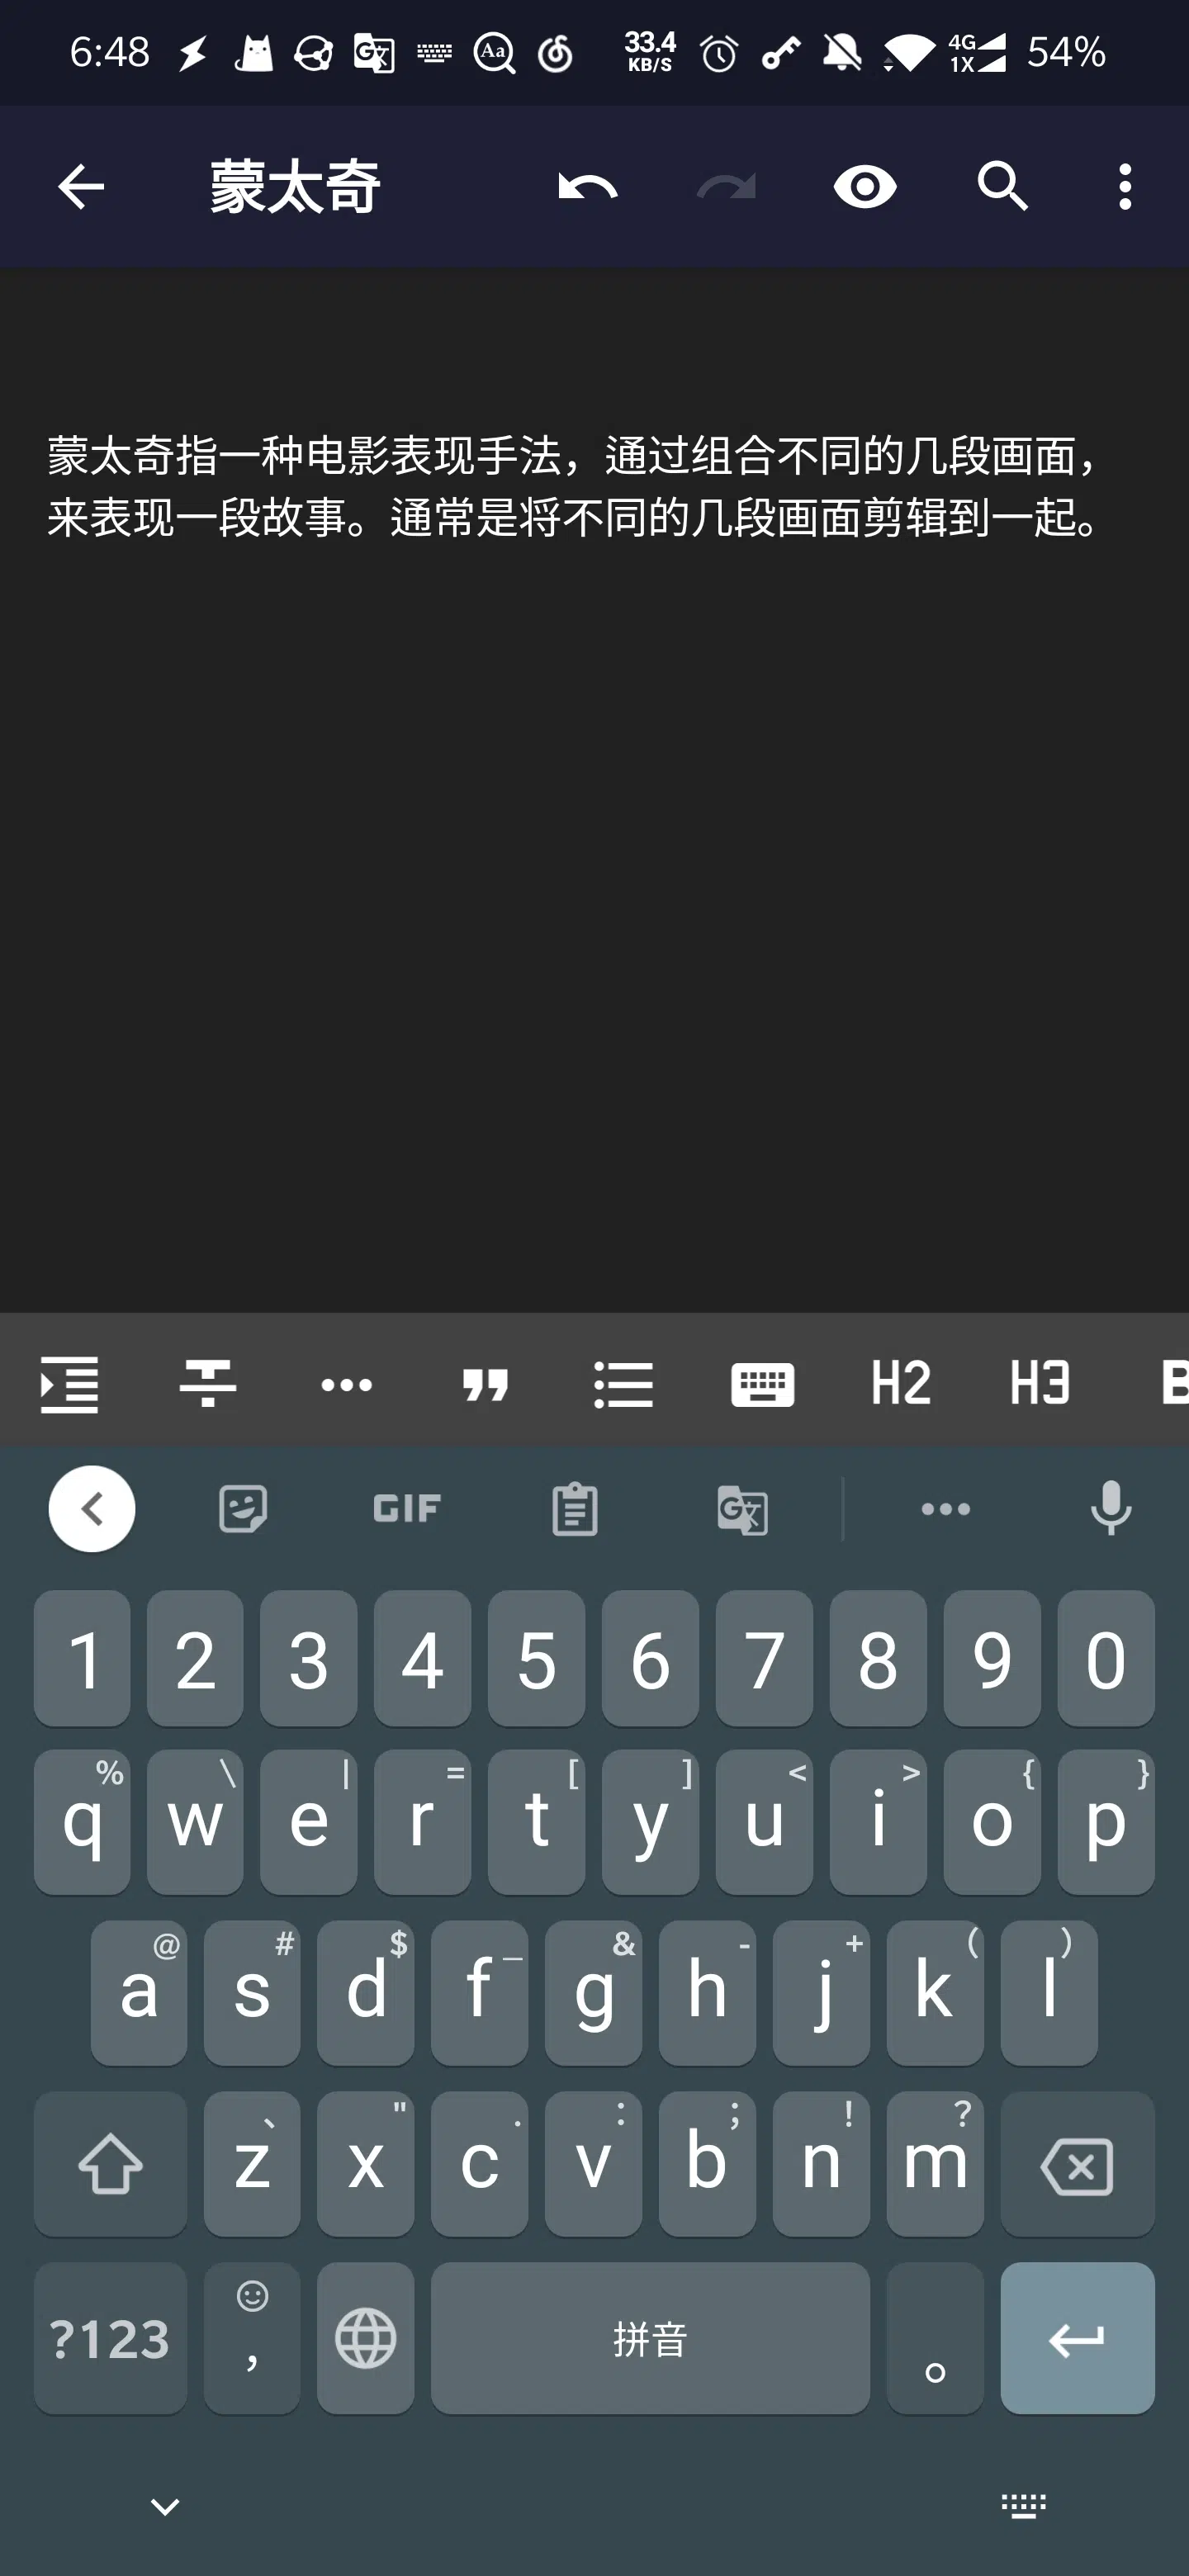 6:48 33.4 KB/S 4G 1X 54%
蒙太奇
蒙太奇指一种电影表现手法，通过组合不同的几段画面，
来表现一段故事。通常是将不同的几段画面剪辑到一起。
H2 H3 B
GIF
1 2 3 4 5 6 7 8 9 0
% \ | = [ ] < > { }
q w e r t y u i o p
@ # $ _ & - + ( )
a s d f g h j k l
、 " . : ; ! ?
z x c v b n m
?123 , 拼音 。